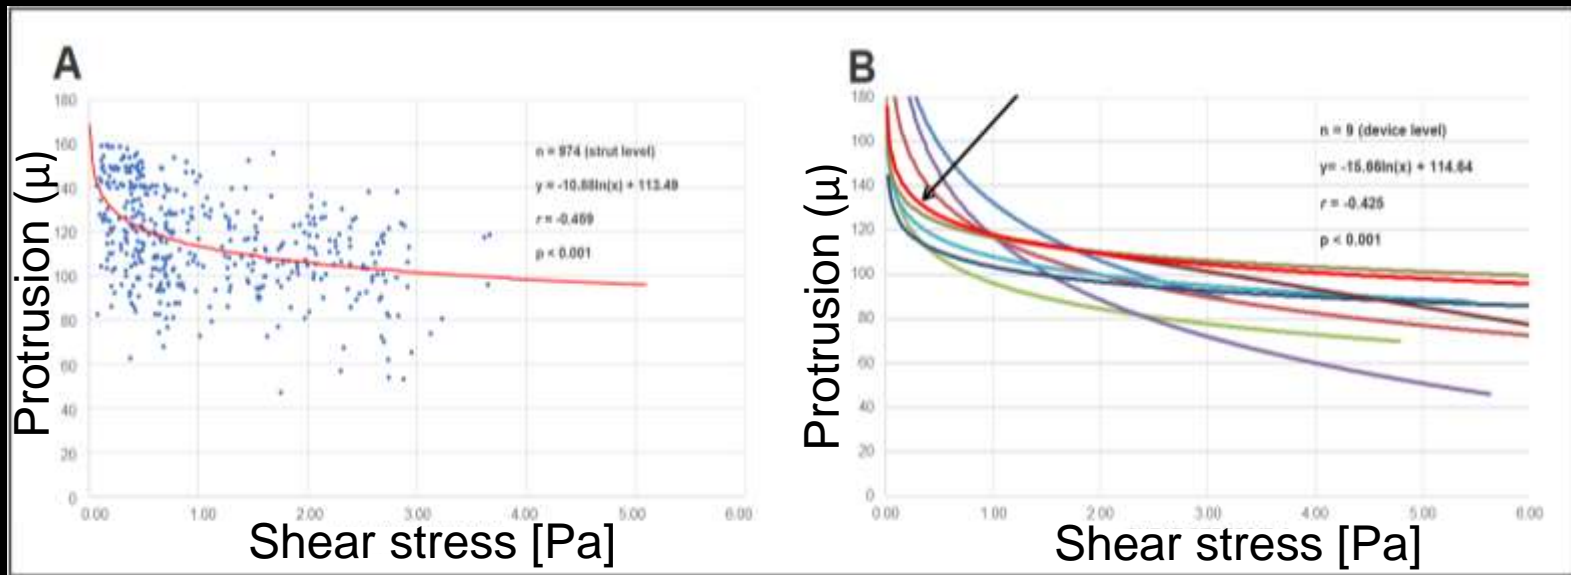 A
Protrusion (μ)
180
160
140
120
100
80
60
40
20
0
n = 974 (strut level)
y = -10.88ln(x) + 113.49
r = -0.469
p < 0.001
0.00 1.00 2.00 3.00 4.00 5.00 6.00
Shear stress [Pa]
B
Protrusion (μ)
180
160
140
120
100
80
60
40
20
0
n = 9 (device level)
y= -15.66ln(x) + 114.64
r = -0.425
p < 0.001
0.00 1.00 2.00 3.00 4.00 5.00 6.00
Shear stress [Pa]